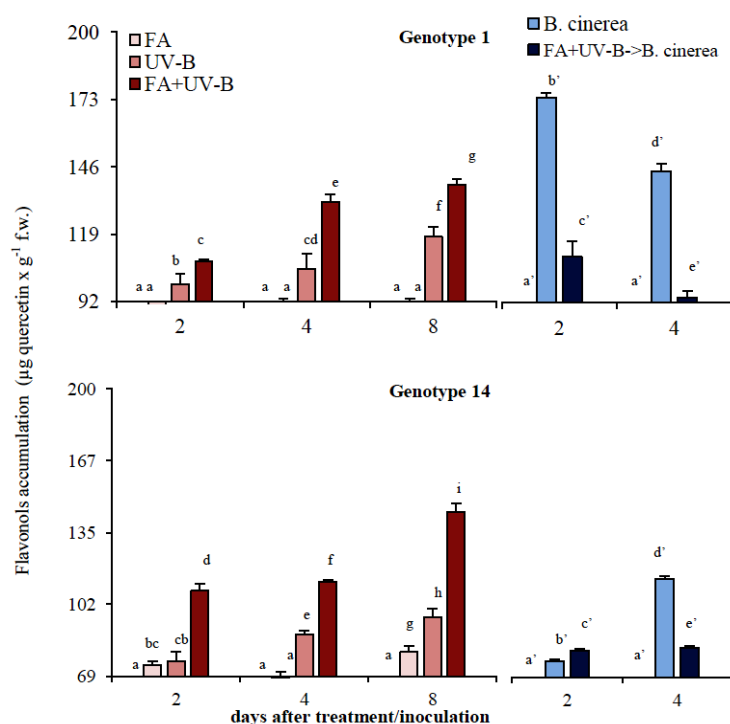 Flavonols accumulation (µg quercetin x g-1 f.w.)
Genotype 1
FA
UV-B
FA+UV-B
B. cinerea
FA+UV-B->B. cinerea
200
173
146
119
92
a a b c
a a cd e
a a f g
a’ b’ c’
a’ d’ e’
2 4 8 2 4
Genotype 14
200
167
135
102
69
a bc cb d
a a e f
a g h i
a’ b’ c’
a’ d’ e’
2 4 8 2 4
days after treatment/inoculation